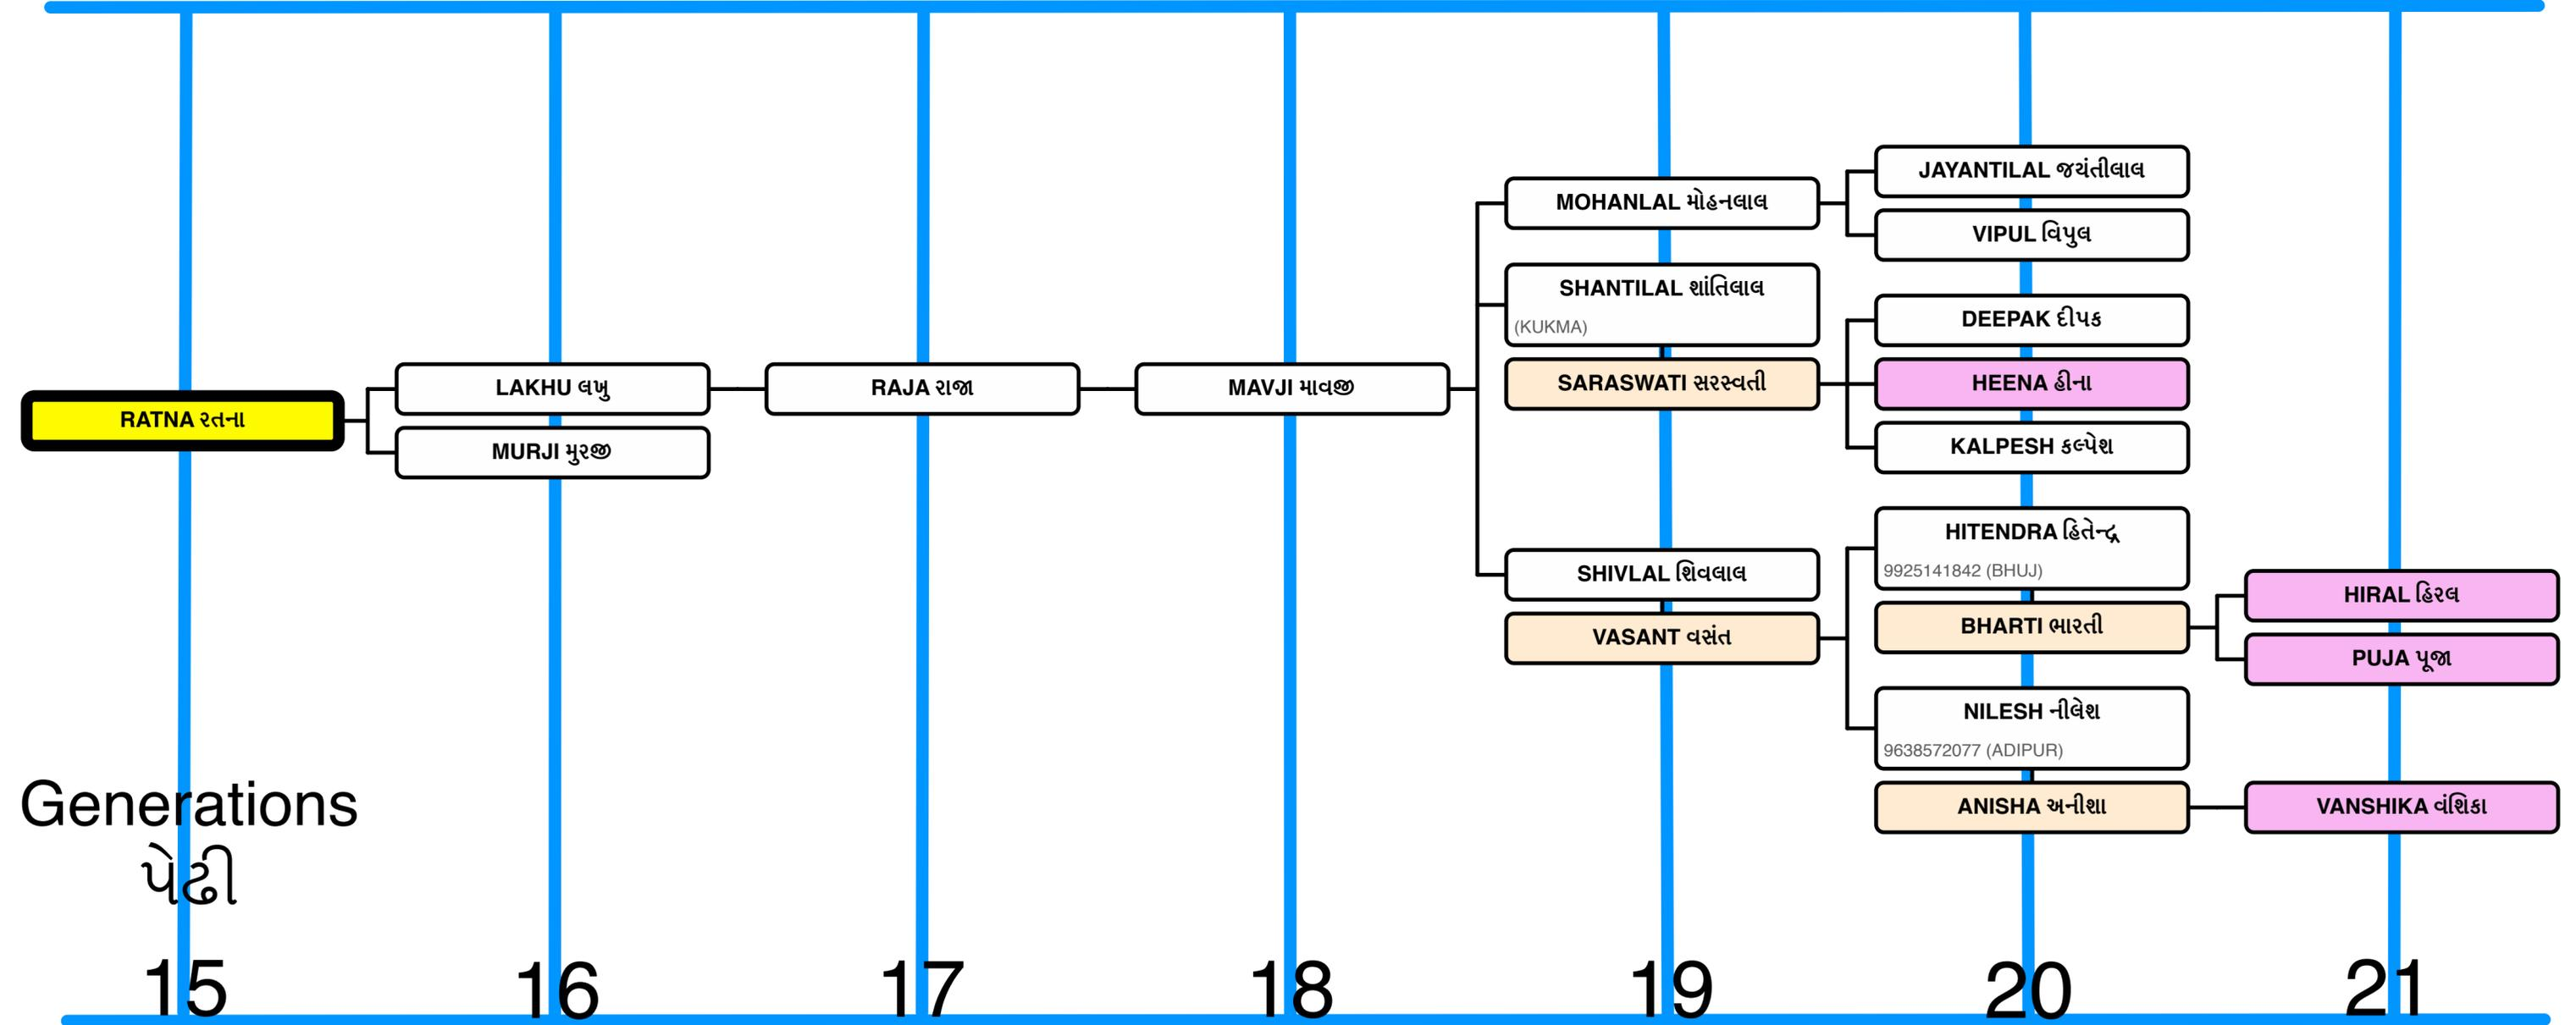 RATNA રતના
LAKHU લખુ
MURJI મુરજી
RAJA રાજા
MAVJI માવજી
MOHANLAL મોહનલાલ
SHANTILAL શાંતિલાલ
(KUKMA)
SARASWATI સરસ્વતી
SHIVLAL શિવલાલ
VASANT વસંત
JAYANTILAL જયંતીલાલ
VIPUL વિપુલ
DEEPAK દીપક
HEENA હીના
KALPESH કલ્પેશ
HITENDRA હિતેન્દ્ર
9925141842 (BHUJ)
BHARTI ભારતી
NILESH નીલેશ
9638572077 (ADIPUR)
ANISHA અનીશા
HIRAL હિરલ
PUJA પૂજા
VANSHIKA વંશિકા
Generations
પેઢી
15 16 17 18 19 20 21